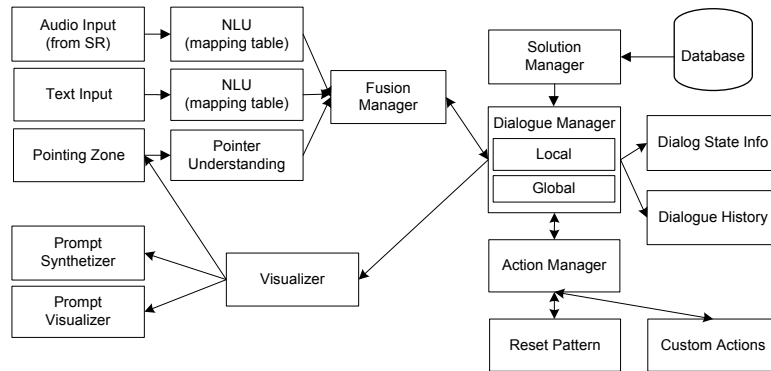 Audio Input
(from SR)
NLU
(mapping table)
Text Input
NLU
(mapping table)
Pointing Zone
Pointer
Understanding
Fusion
Manager
Solution
Manager
Database
Dialogue Manager
Local
Global
Dialog State Info
Dialogue History
Prompt
Synthetizer
Prompt
Visualizer
Visualizer
Action Manager
Reset Pattern
Custom Actions